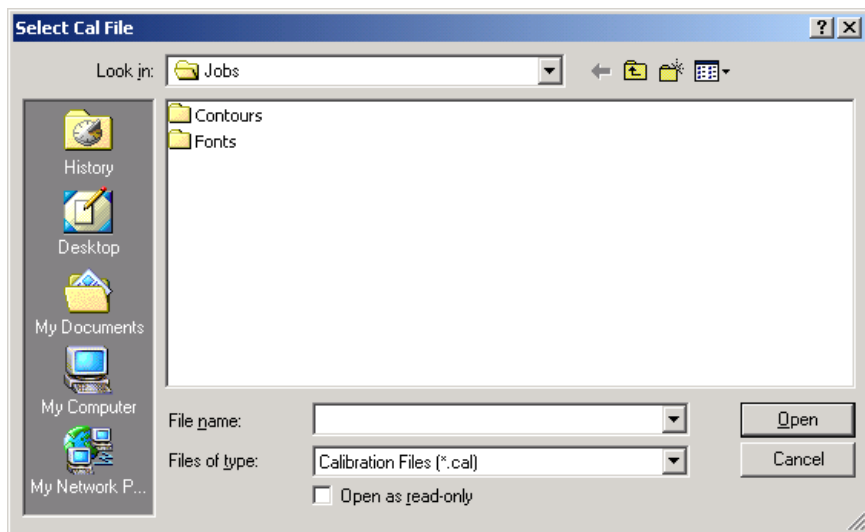 Select Cal File
Look in: Jobs
Contours
Fonts
History
Desktop
My Documents
My Computer
My Network P...
File name:
Open
Files of type: Calibration Files (*.cal)
Cancel
Open as read-only